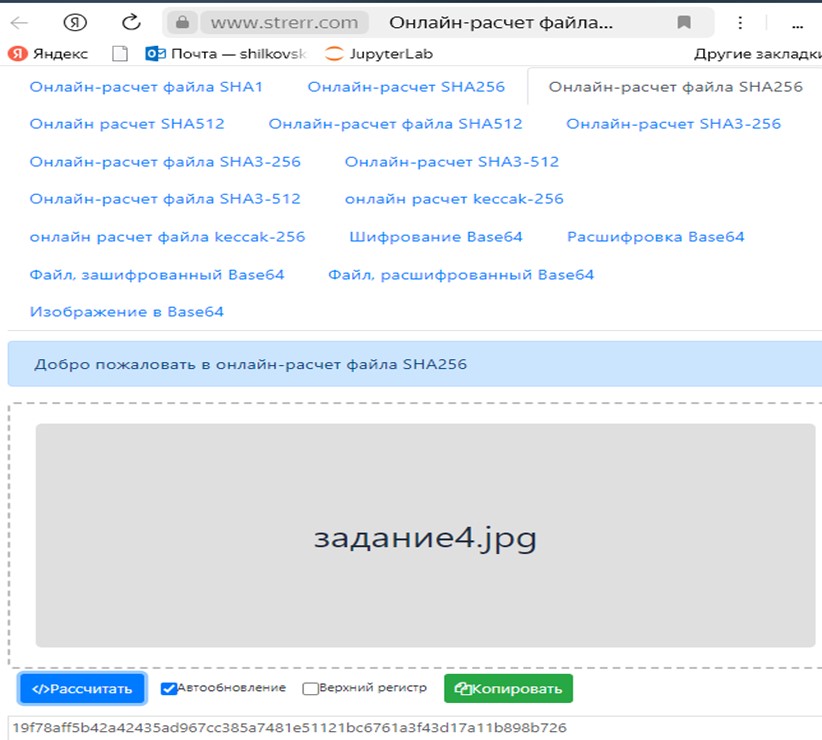 www.strerr.com Онлайн-расчет файла... ...
Яндекс Почта — shilkovsk JupyterLab Другие закладки
Онлайн-расчет файла SHA1 Онлайн-расчет SHA256 Онлайн-расчет файла SHA256
Онлайн расчет SHA512 Онлайн-расчет файла SHA512 Онлайн-расчет SHA3-256
Онлайн-расчет файла SHA3-256 Онлайн-расчет SHA3-512
Онлайн-расчет файла SHA3-512 онлайн расчет keccak-256
онлайн расчет файла keccak-256 Шифрование Base64 Расшифровка Base64
Файл, зашифрованный Base64 Файл, расшифрованный Base64
Изображение в Base64
Добро пожаловать в онлайн-расчет файла SHA256
задание4.jpg
</>Рассчитать Автообновление Верхний регистр Копировать
19f78aff5b42a42435ad967cc385a7481e51121bc6761a3f43d17a11b898b726